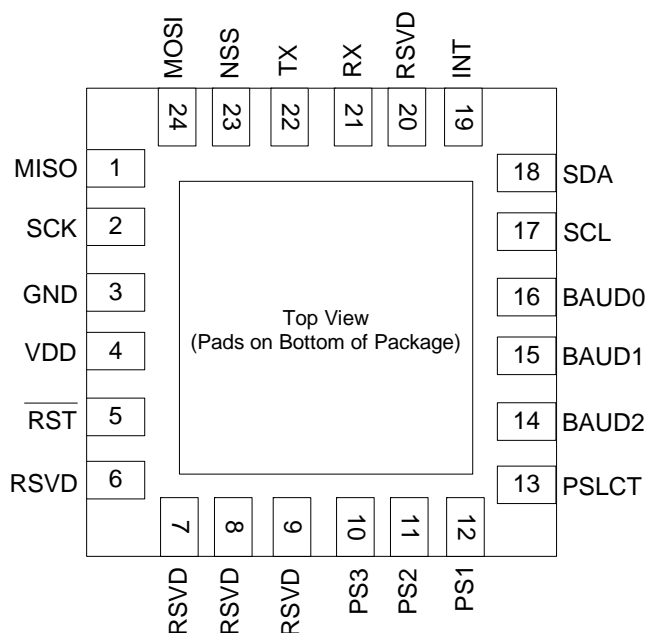 MOSI NSS TX RX RSVD INT
24 23 22 21 20 19
MISO 1
SCK 2
GND 3
VDD 4
R̅S̅T̅ 5
RSVD 6
18 SDA
17 SCL
16 BAUD0
15 BAUD1
14 BAUD2
13 PSLCT
Top View
(Pads on Bottom of Package)
7 8 9 10 11 12
RSVD RSVD RSVD PS3 PS2 PS1